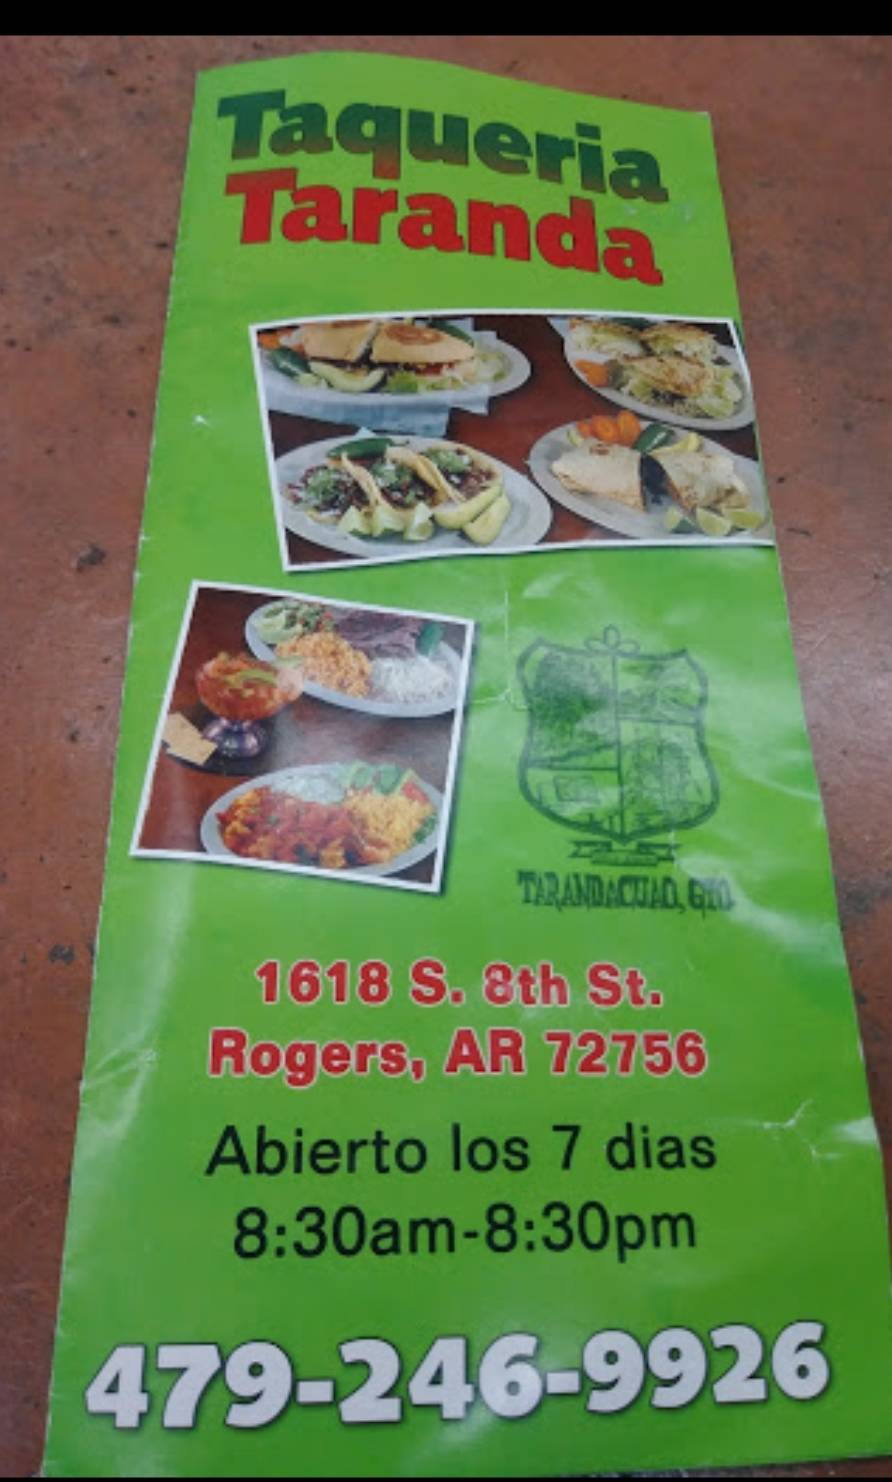 Taqueria
Taranda
TARANDACUAO, GTO.
1618 S. 8th St.
Rogers, AR 72756
Abierto los 7 dias
8:30am-8:30pm
479-246-9926